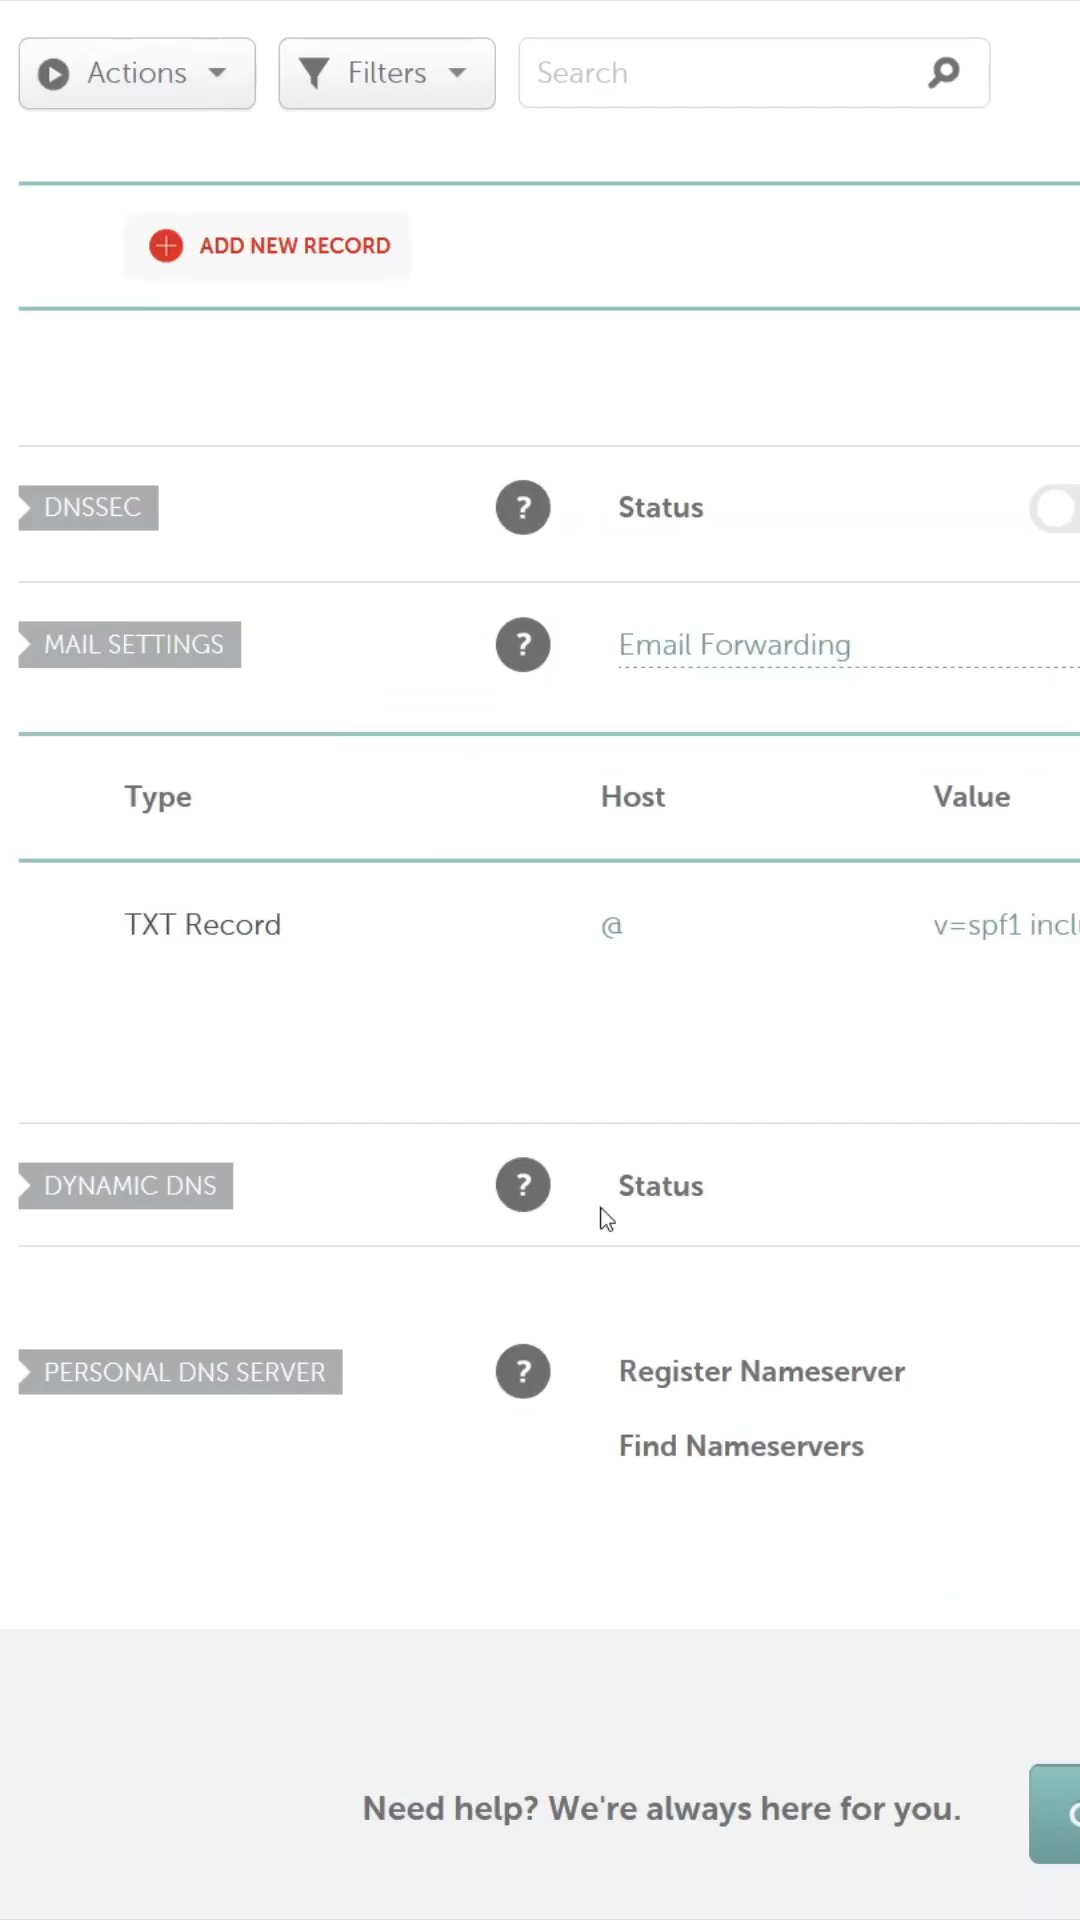 Actions
Filters
Search
ADD NEW RECORD
DNSSEC
?
Status
MAIL SETTINGS
?
Email Forwarding
Type
Host
Value
TXT Record
@
v=spf1 incl
DYNAMIC DNS
?
Status
PERSONAL DNS SERVER
?
Register Nameserver
Find Nameservers
Need help? We're always here for you.